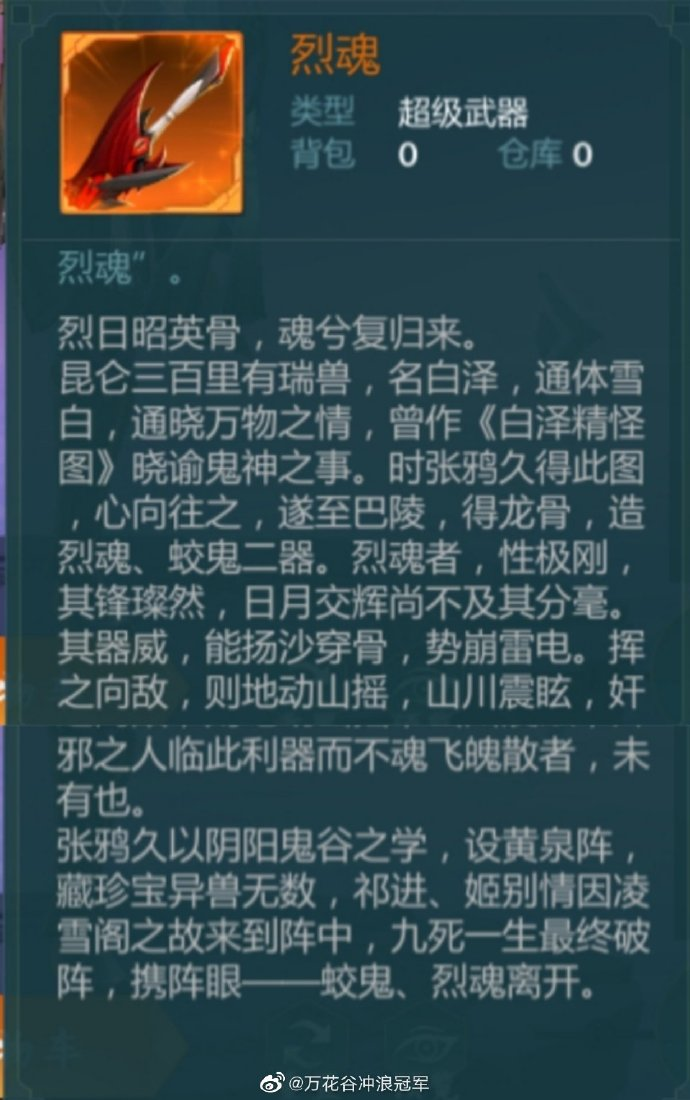 烈魂
类型 超级武器
背包 0 仓库 0
烈魂”。
烈日昭英骨，魂兮复归来。
昆仑三百里有瑞兽，名白泽，通体雪
白，通晓万物之情，曾作《白泽精怪
图》晓谕鬼神之事。时张鸦久得此图
，心向往之，遂至巴陵，得龙骨，造
烈魂、蛟鬼二器。烈魂者，性极刚，
其锋璨然，日月交辉尚不及其分毫。
其器威，能扬沙穿骨，势崩雷电。挥
之向敌，则地动山摇，山川震眩，奸
邪之人临此利器而不魂飞魄散者，未
有也。
张鸦久以阴阳鬼谷之学，设黄泉阵，
藏珍宝异兽无数，祁进、姬别情因凌
雪阁之故来到阵中，九死一生最终破
阵，携阵眼——蛟鬼、烈魂离开。
@万花谷冲浪冠军